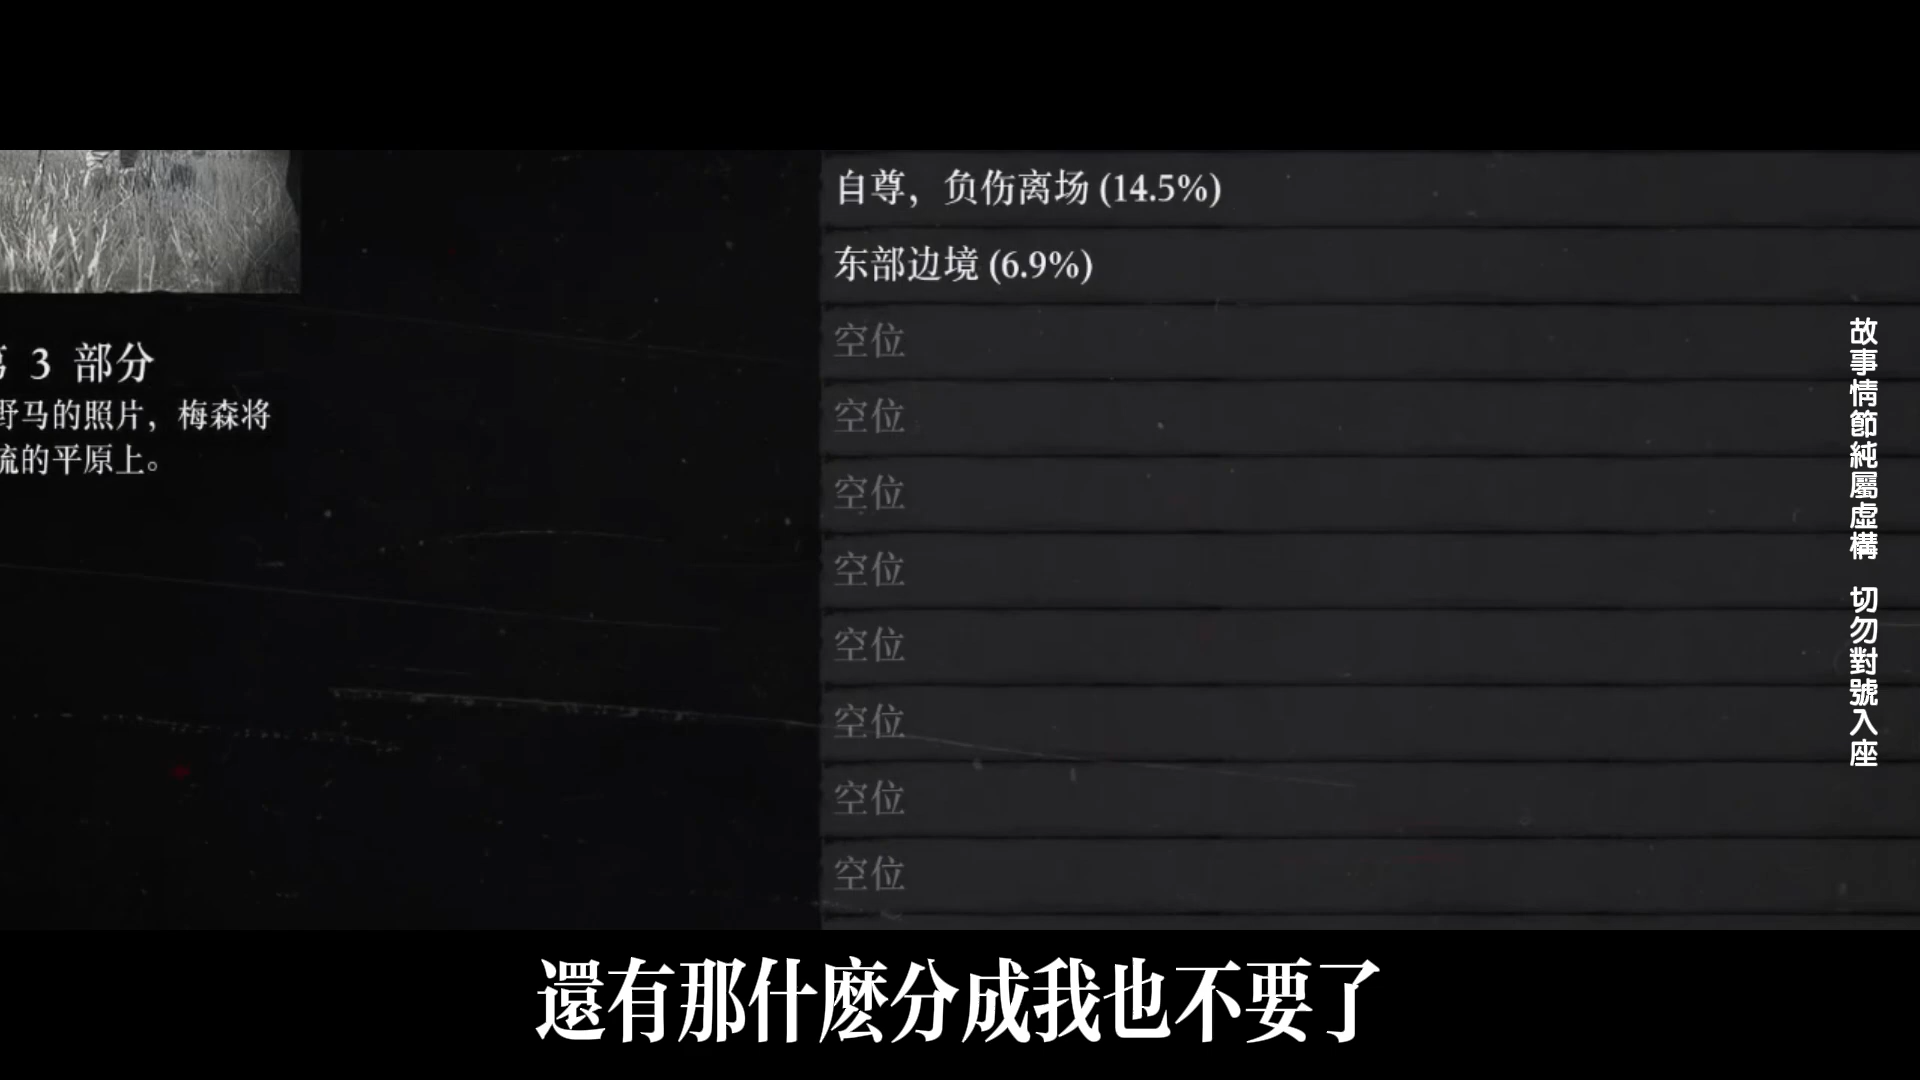 自尊，负伤离场 (14.5%)
东部边境 (6.9%)
空位
空位
空位
空位
空位
空位
空位
空位
3 部分
野马的照片，梅森将
的平原上。
故事情節純屬虛構 切勿對號入座
還有那什麼分成我也不要了